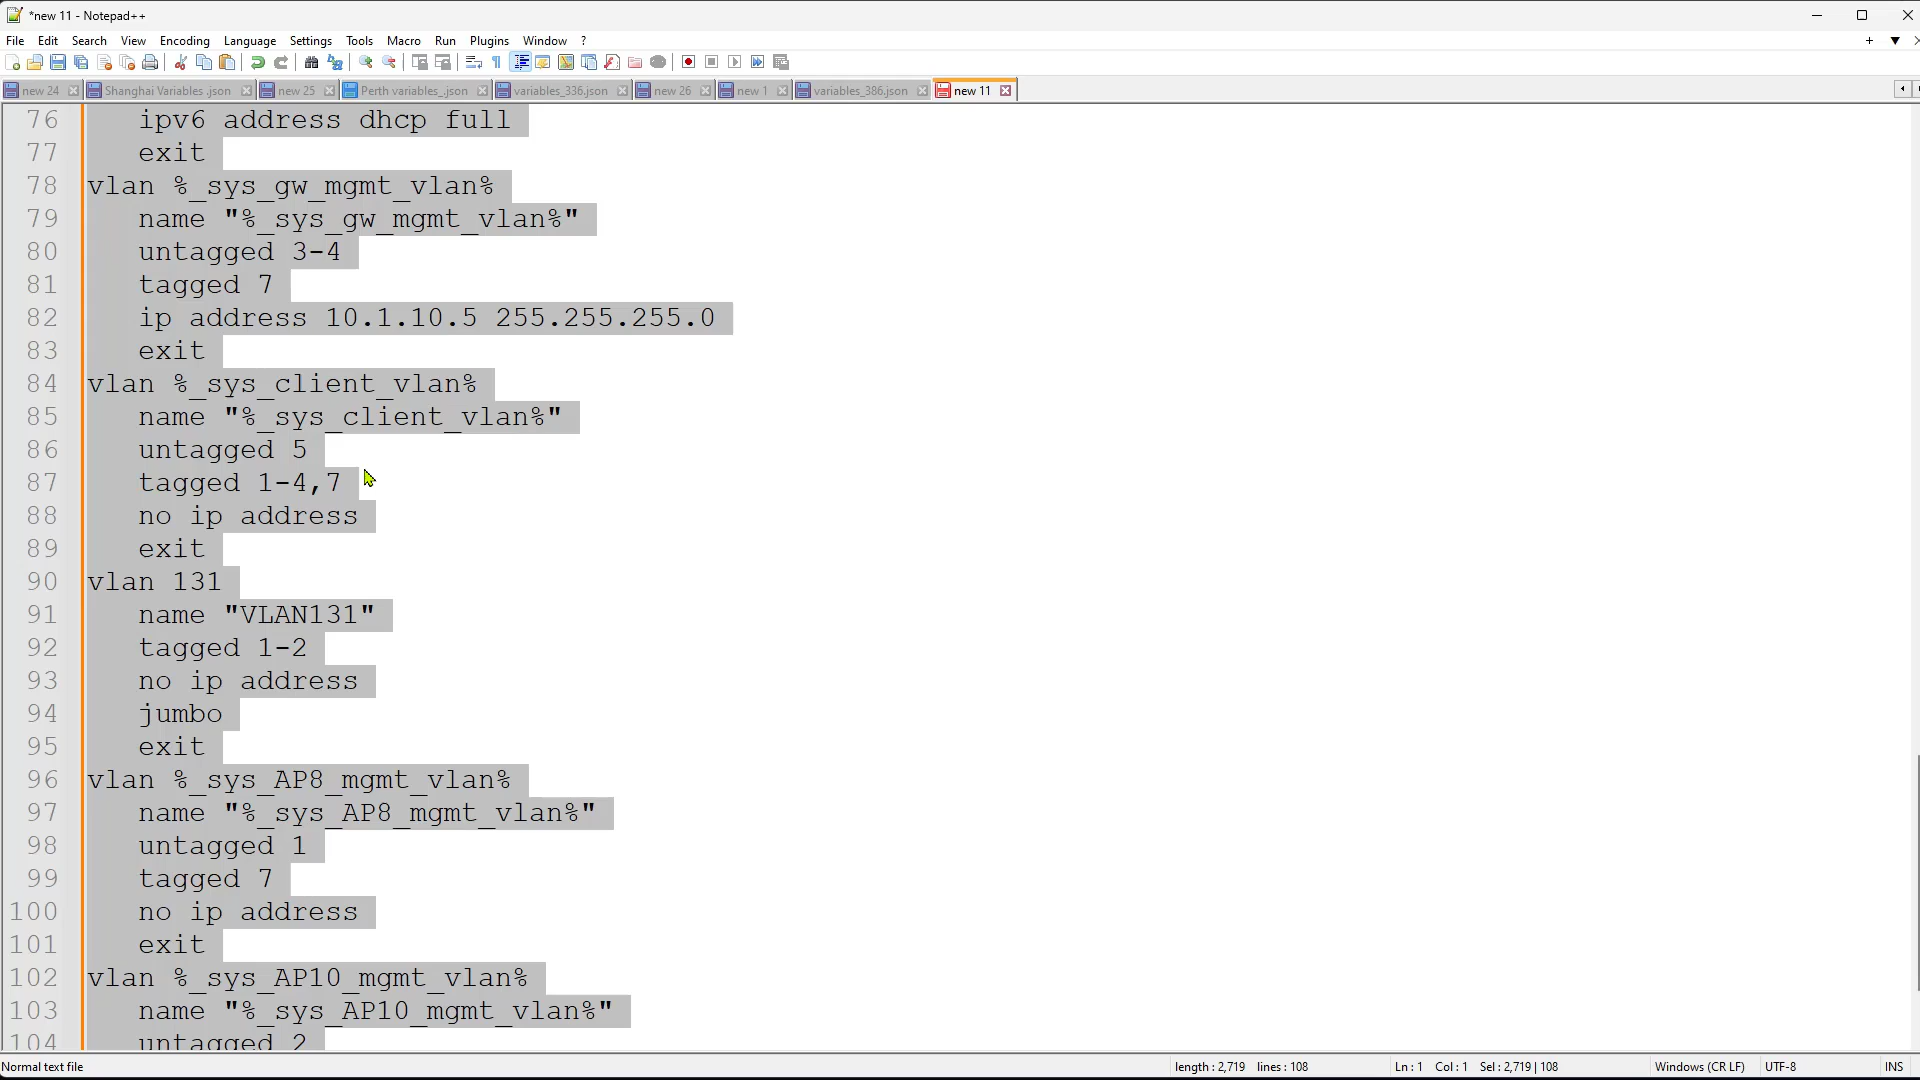 *new 11 - Notepad++
File Edit Search View Encoding Language Settings Tools Macro Run Plugins Window ?
new 24 Shanghai Variables .json new 25 Perth variables_.json variables_336.json new 26 new 1 variables_386.json new 11
76 ipv6 address dhcp full
77 exit
78 vlan %_sys_gw_mgmt_vlan%
79 name "%_sys_gw_mgmt_vlan%"
80 untagged 3-4
81 tagged 7
82 ip address 10.1.10.5 255.255.255.0
83 exit
84 vlan %_sys_client_vlan%
85 name "%_sys_client_vlan%"
86 untagged 5
87 tagged 1-4,7
88 no ip address
89 exit
90 vlan 131
91 name "VLAN131"
92 tagged 1-2
93 no ip address
94 jumbo
95 exit
96 vlan %_sys_AP8_mgmt_vlan%
97 name "%_sys_AP8_mgmt_vlan%"
98 untagged 1
99 tagged 7
100 no ip address
101 exit
102 vlan %_sys_AP10_mgmt_vlan%
103 name "%_sys_AP10_mgmt_vlan%"
104 untagged 2
Normal text file length : 2,719 lines : 108 Ln : 1 Col : 1 Sel : 2,719 | 108 Windows (CR LF) UTF-8 INS